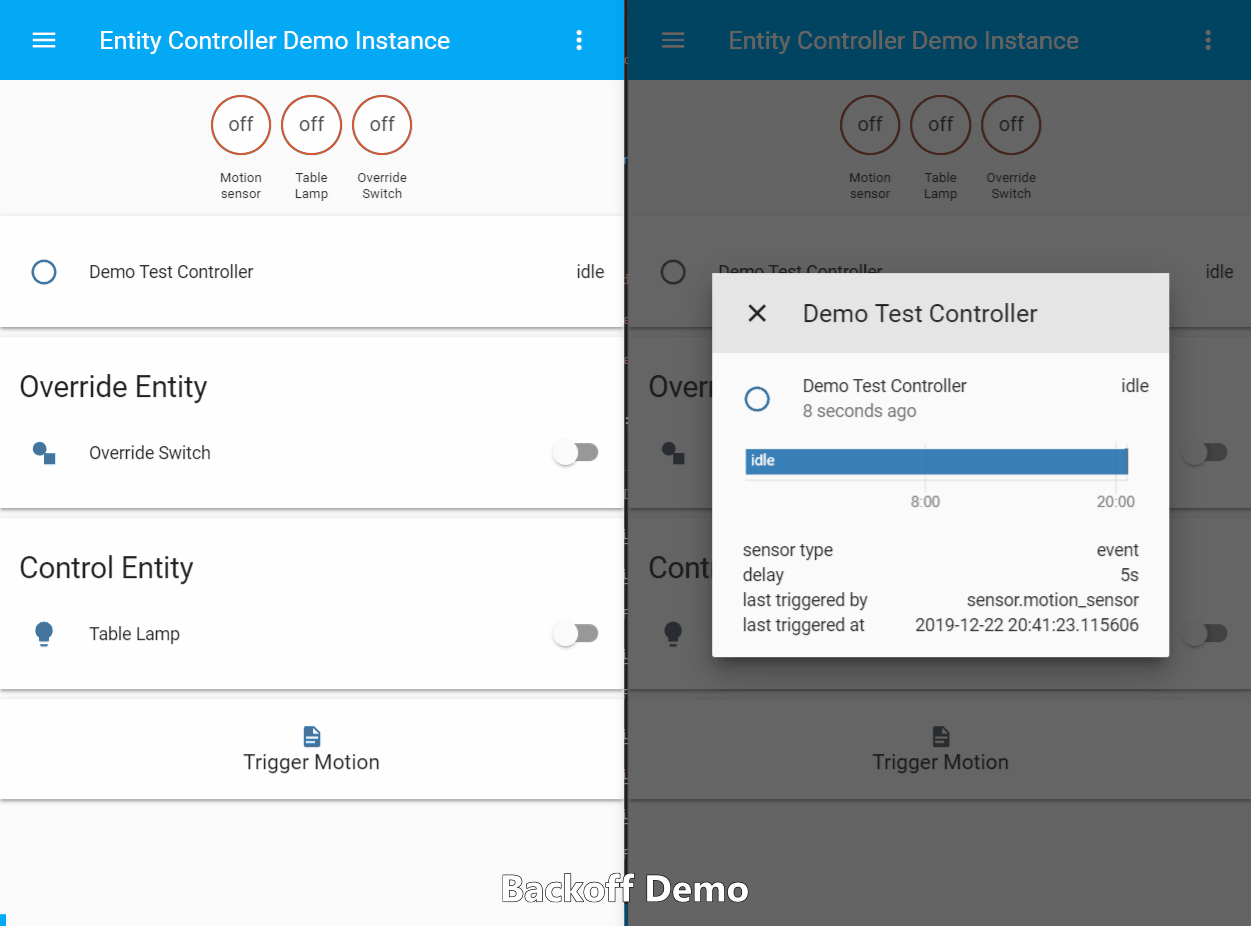 Entity Controller Demo Instance
off off off
Motion sensor
Table Lamp
Override Switch
Demo Test Controller idle
Override Entity
Override Switch
Control Entity
Table Lamp
Trigger Motion
Entity Controller Demo Instance
off off off
Motion sensor
Table Lamp
Override Switch
Demo Test Controller idle
Demo Test Controller
Demo Test Controller idle
8 seconds ago
idle
8:00 20:00
sensor type event
delay 5s
last triggered by sensor.motion_sensor
last triggered at 2019-12-22 20:41:23.115606
Trigger Motion
Backoff Demo